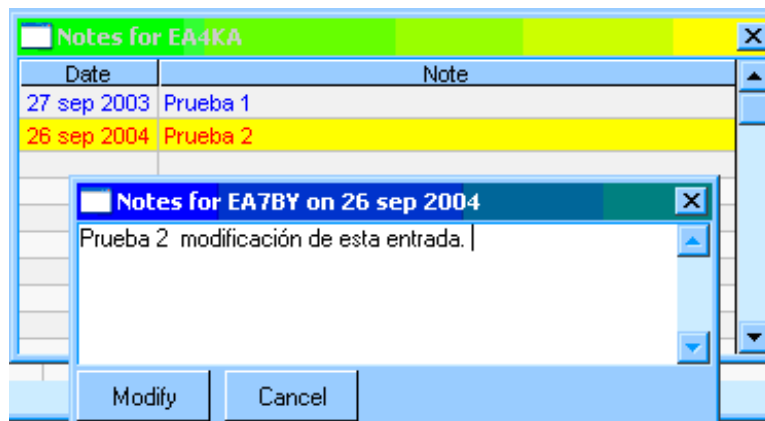 Notes for EA4KA
Date Note
27 sep 2003 Prueba 1
26 sep 2004 Prueba 2
Notes for EA7BY on 26 sep 2004
Prueba 2 modificación de esta entrada.
Modify Cancel